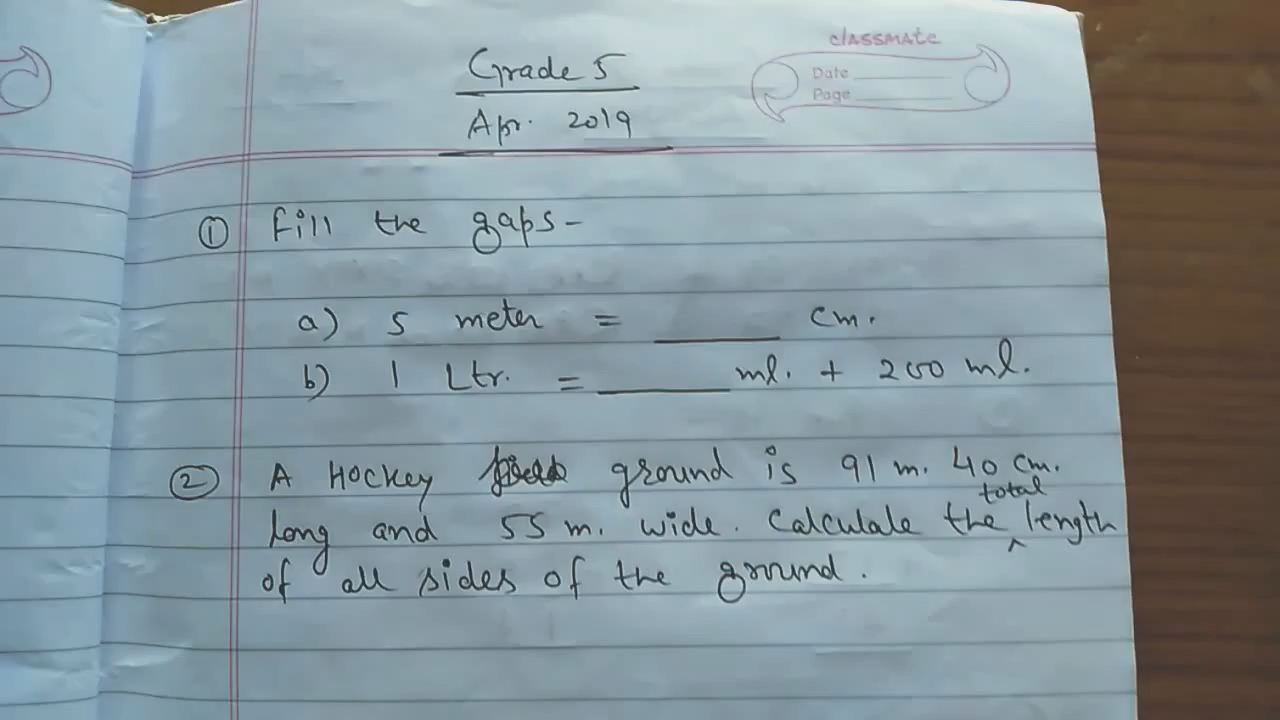 Grade 5
Apr. 2019
classmate
Date
Page
① Fill the gaps-
a) 5 meter = ____ cm.
b) 1 Ltr. = ____ ml. + 200 ml.
② A Hockey ground is 91 m. 40 cm.
long and 55 m. wide. Calculate the total length
of all sides of the ground.